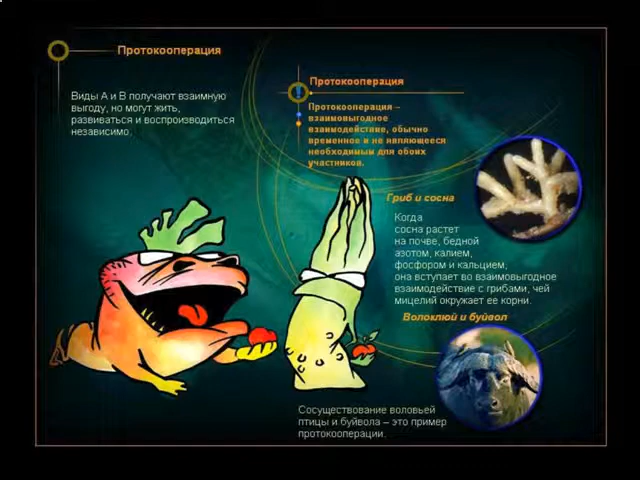 Протокооперация
Виды А и В получают взаимную
выгоду, но могут жить,
развиваться и воспроизводиться
независимо.
Протокооперация
Протокооперация –
взаимовыгодное
взаимодействие, обычно
временное и не являющееся
необходимым для обоих
участников.
Гриб и сосна
Когда
сосна растет
на почве, бедной
азотом, калием,
фосфором и кальцием,
она вступает во взаимовыгодное
взаимодействие с грибами, чей
мицелий окружает ее корни.
Волоклюй и буйвол
Сосуществование воловьей
птицы и буйвола – это пример
протокооперации.